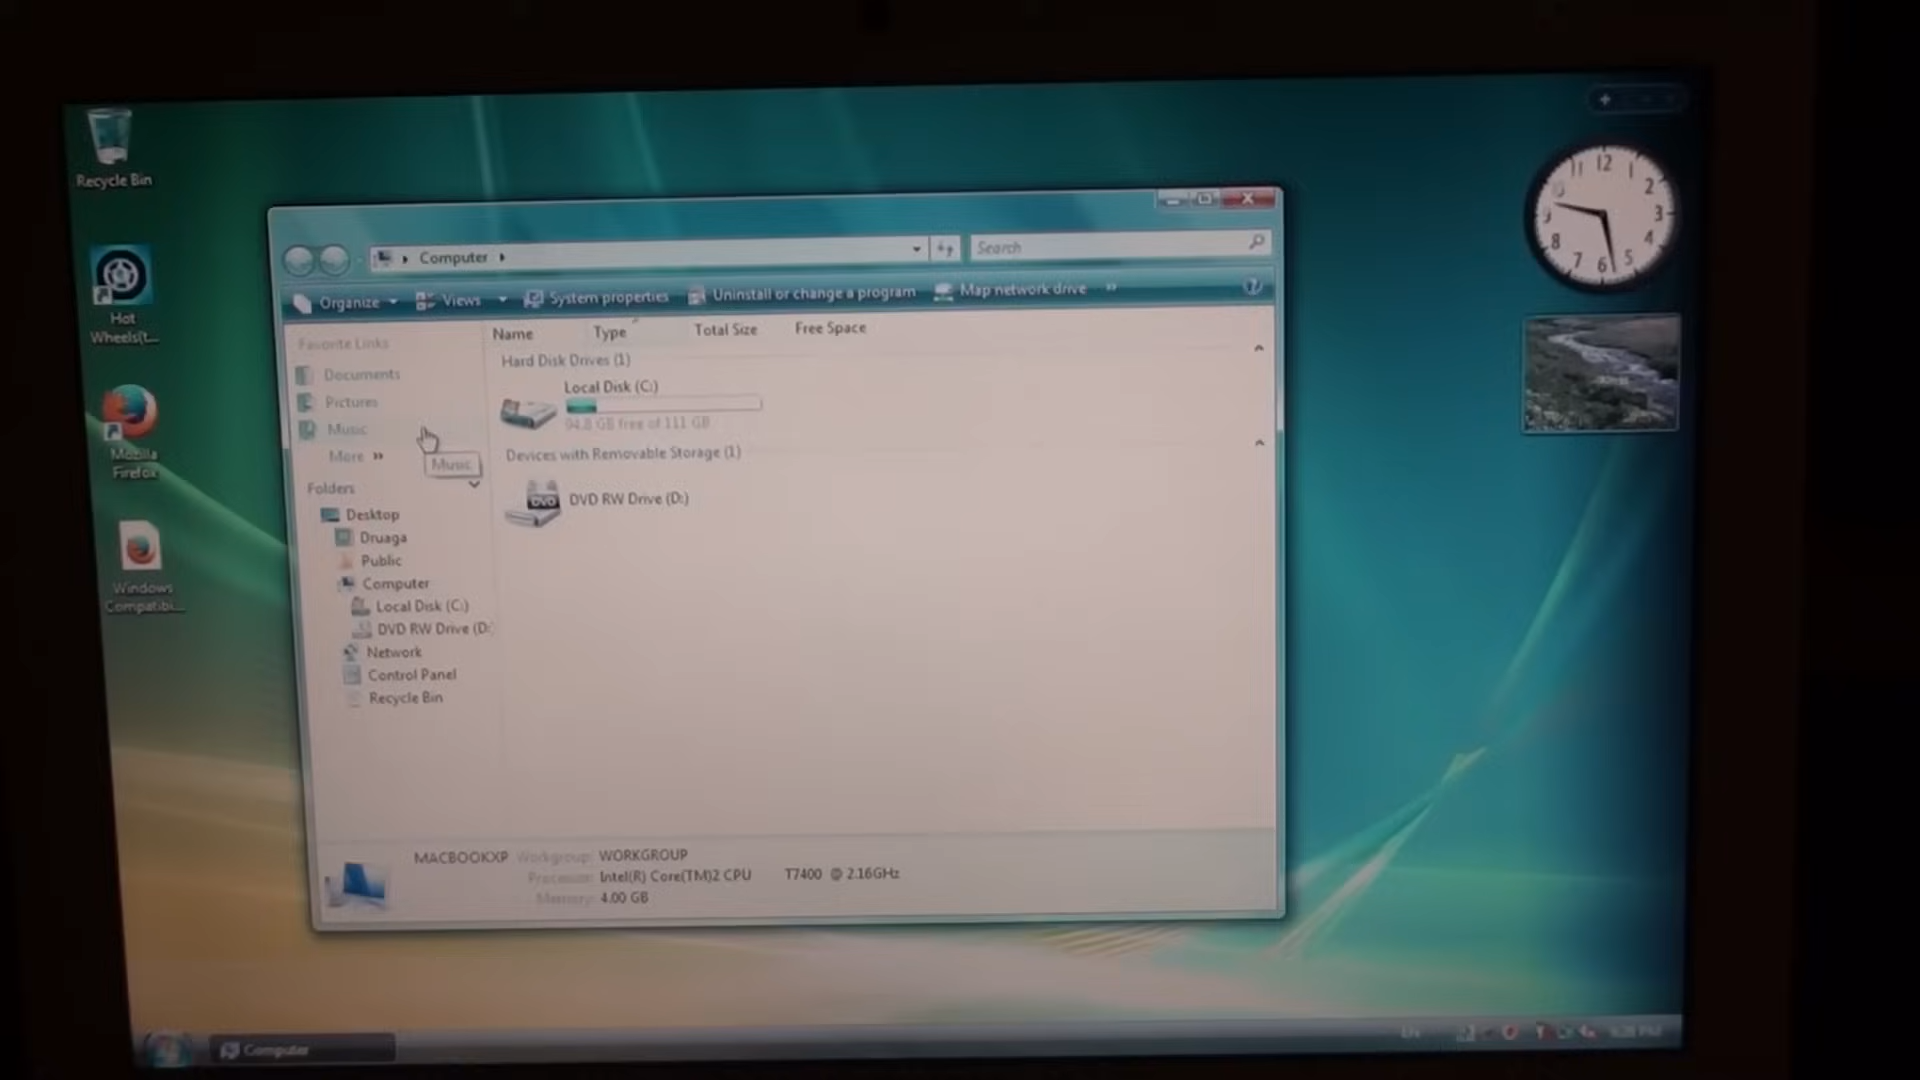 Recycle Bin
Hot
Wheels(t...
Mozilla
Firefox
Windows
Compatibi...
Computer
Search
Organize
Views
System properties
Uninstall or change a program
Map network drive
»
Favorite Links
Documents
Pictures
Music
More »
Music
Folders
Desktop
Druaga
Public
Computer
Local Disk (C:)
DVD RW Drive (D:
Network
Control Panel
Recycle Bin
Name Type Total Size Free Space
Hard Disk Drives (1)
Local Disk (C:)
94.8 GB free of 111 GB
Devices with Removable Storage (1)
DVD
DVD RW Drive (D:)
MACBOOKXP Workgroup: WORKGROUP
Processor: Intel(R) Core(TM)2 CPU T7400 @ 2.16GHz
Memory: 4.00 GB
12
1
2
3
4
5
6
7
8
9
10
11
Computer
EN